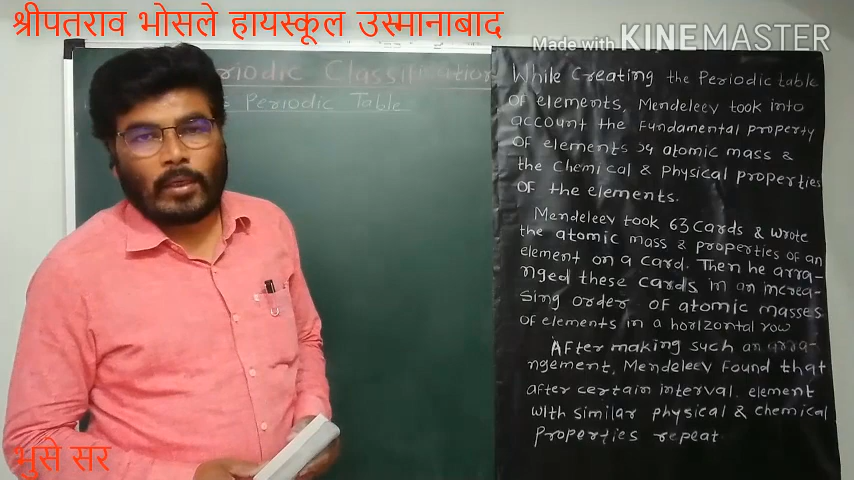 श्रीपतराव भोसले हायस्कूल उस्मानाबाद
Made with KINEMASTER
riodic Classification
Periodic Table
While Creating the Periodic table
of elements, Mendeleev took into
account the fundamental property
of elements atomic mass &
the Chemical & physical properties
of the elements.
Mendeleev took 63 cards & wrote
the atomic mass & properties of an
element on a card. Then he arra-
nged these cards in an increa-
sing order of atomic masses
of elements in a horizontal row
After making such an arra-
ngement, Mendeleev found that
after certain interval. element
with similar physical & chemical
properties repeat
भुसे सर